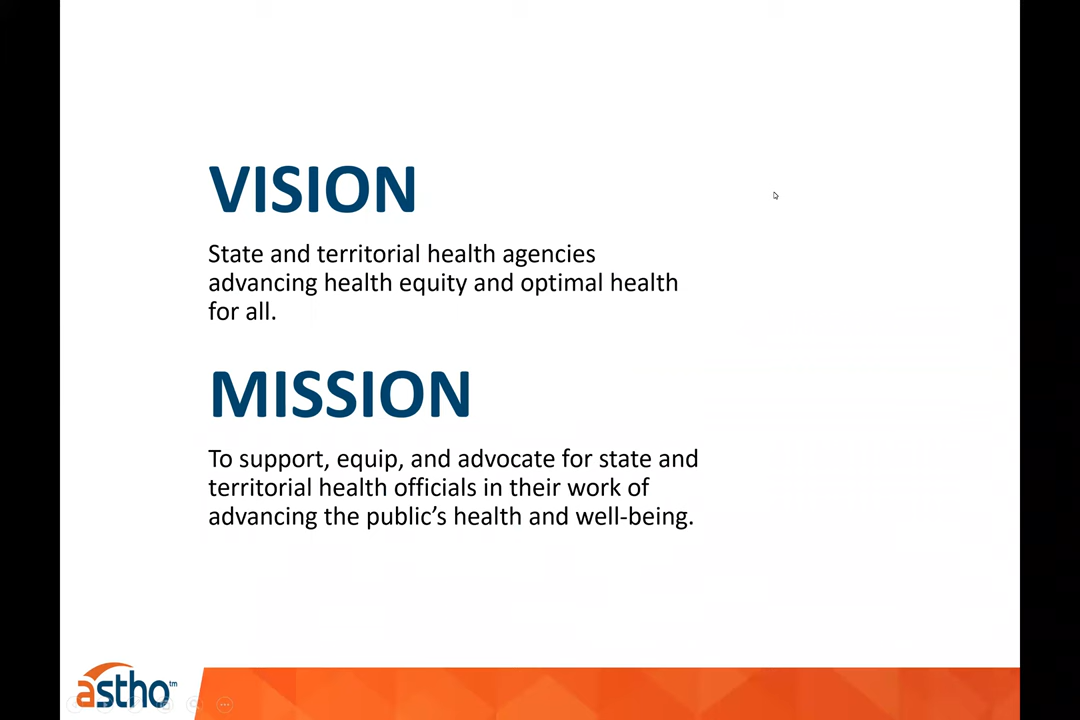 VISION
State and territorial health agencies
advancing health equity and optimal health
for all.
MISSION
To support, equip, and advocate for state and
territorial health officials in their work of
advancing the public’s health and well-being.
astho™